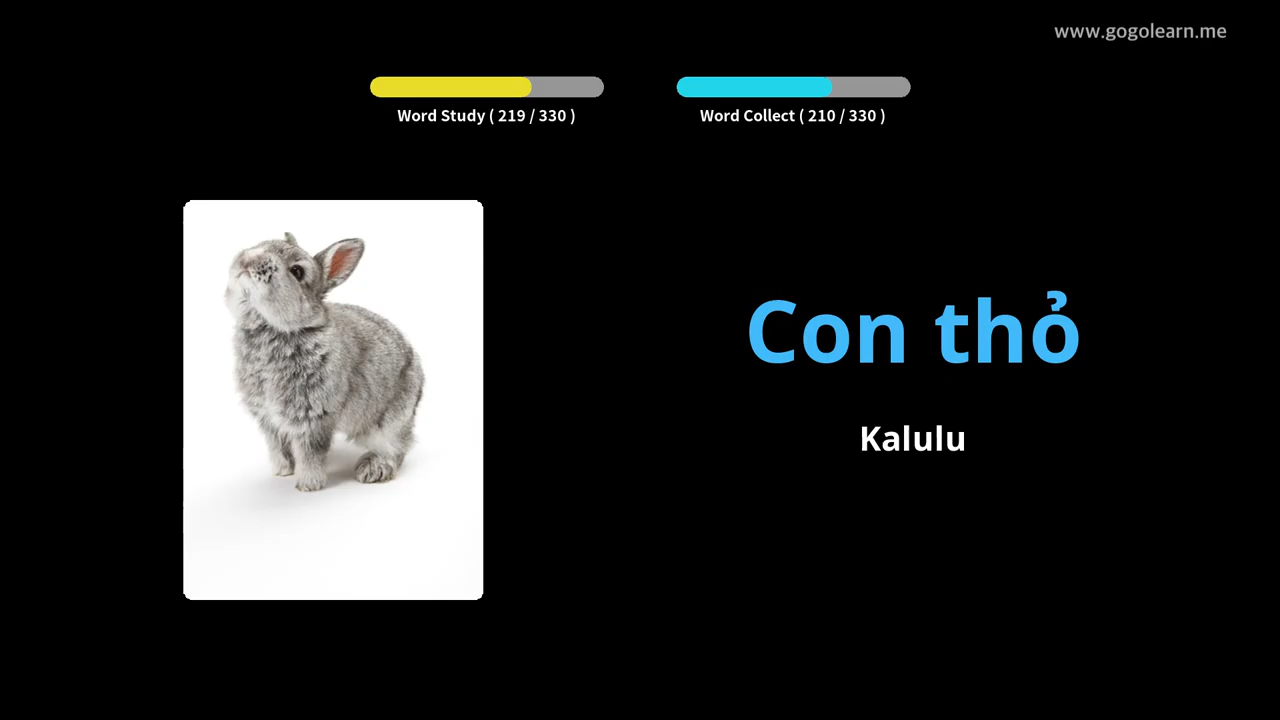 www.gogolearn.me
Word Study ( 219 / 330 )
Word Collect ( 210 / 330 )
Con thỏ
Kalulu